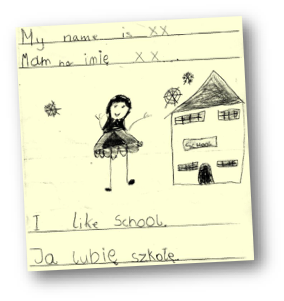 My name is XX
Mam na imię XX...
School
I like School.
Ja lubię szkołę.